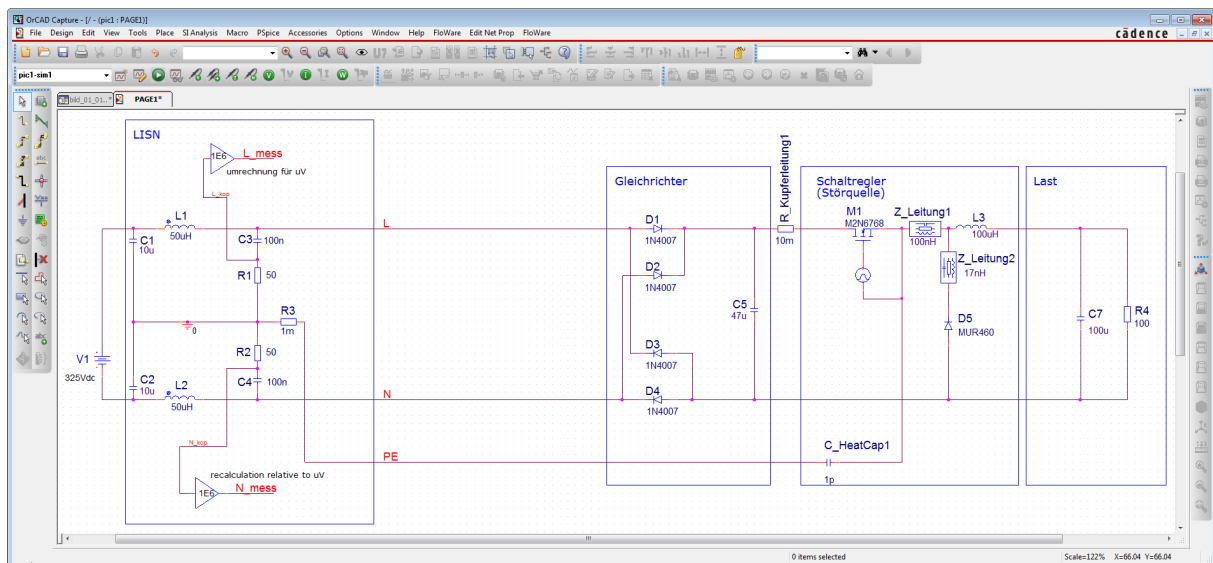 OrCAD Capture - [/ - (pic1 : PAGE1)]
File Design Edit View Tools Place SI Analysis Macro PSpice Accessories Options Window Help FloWare Edit Net Prop FloWare
cādence
pic1-sim1
bild_01_01..*
PAGE1*
LISN
1E6
L_mess
umrechnung für uV
L_kop
L1
50uH
C1
10u
C3
100n
R1
50
R3
1m
0
R2
50
V1
325Vdc
C2
10u
L2
50uH
C4
100n
N_kop
recalculation relative to uV
1E6
N_mess
L
N
PE
Gleichrichter
D1
1N4007
D2
1N4007
D3
1N4007
D4
1N4007
C5
47u
R_Kupferleitung1
10m
Schaltregler
(Störquelle)
M1
M2N6768
Z_Leitung1
100nH
L3
100uH
Z_Leitung2
17nH
D5
MUR460
C_HeatCap1
1p
Last
C7
100u
R4
100
0 items selected
Scale=122% X=66.04 Y=66.04